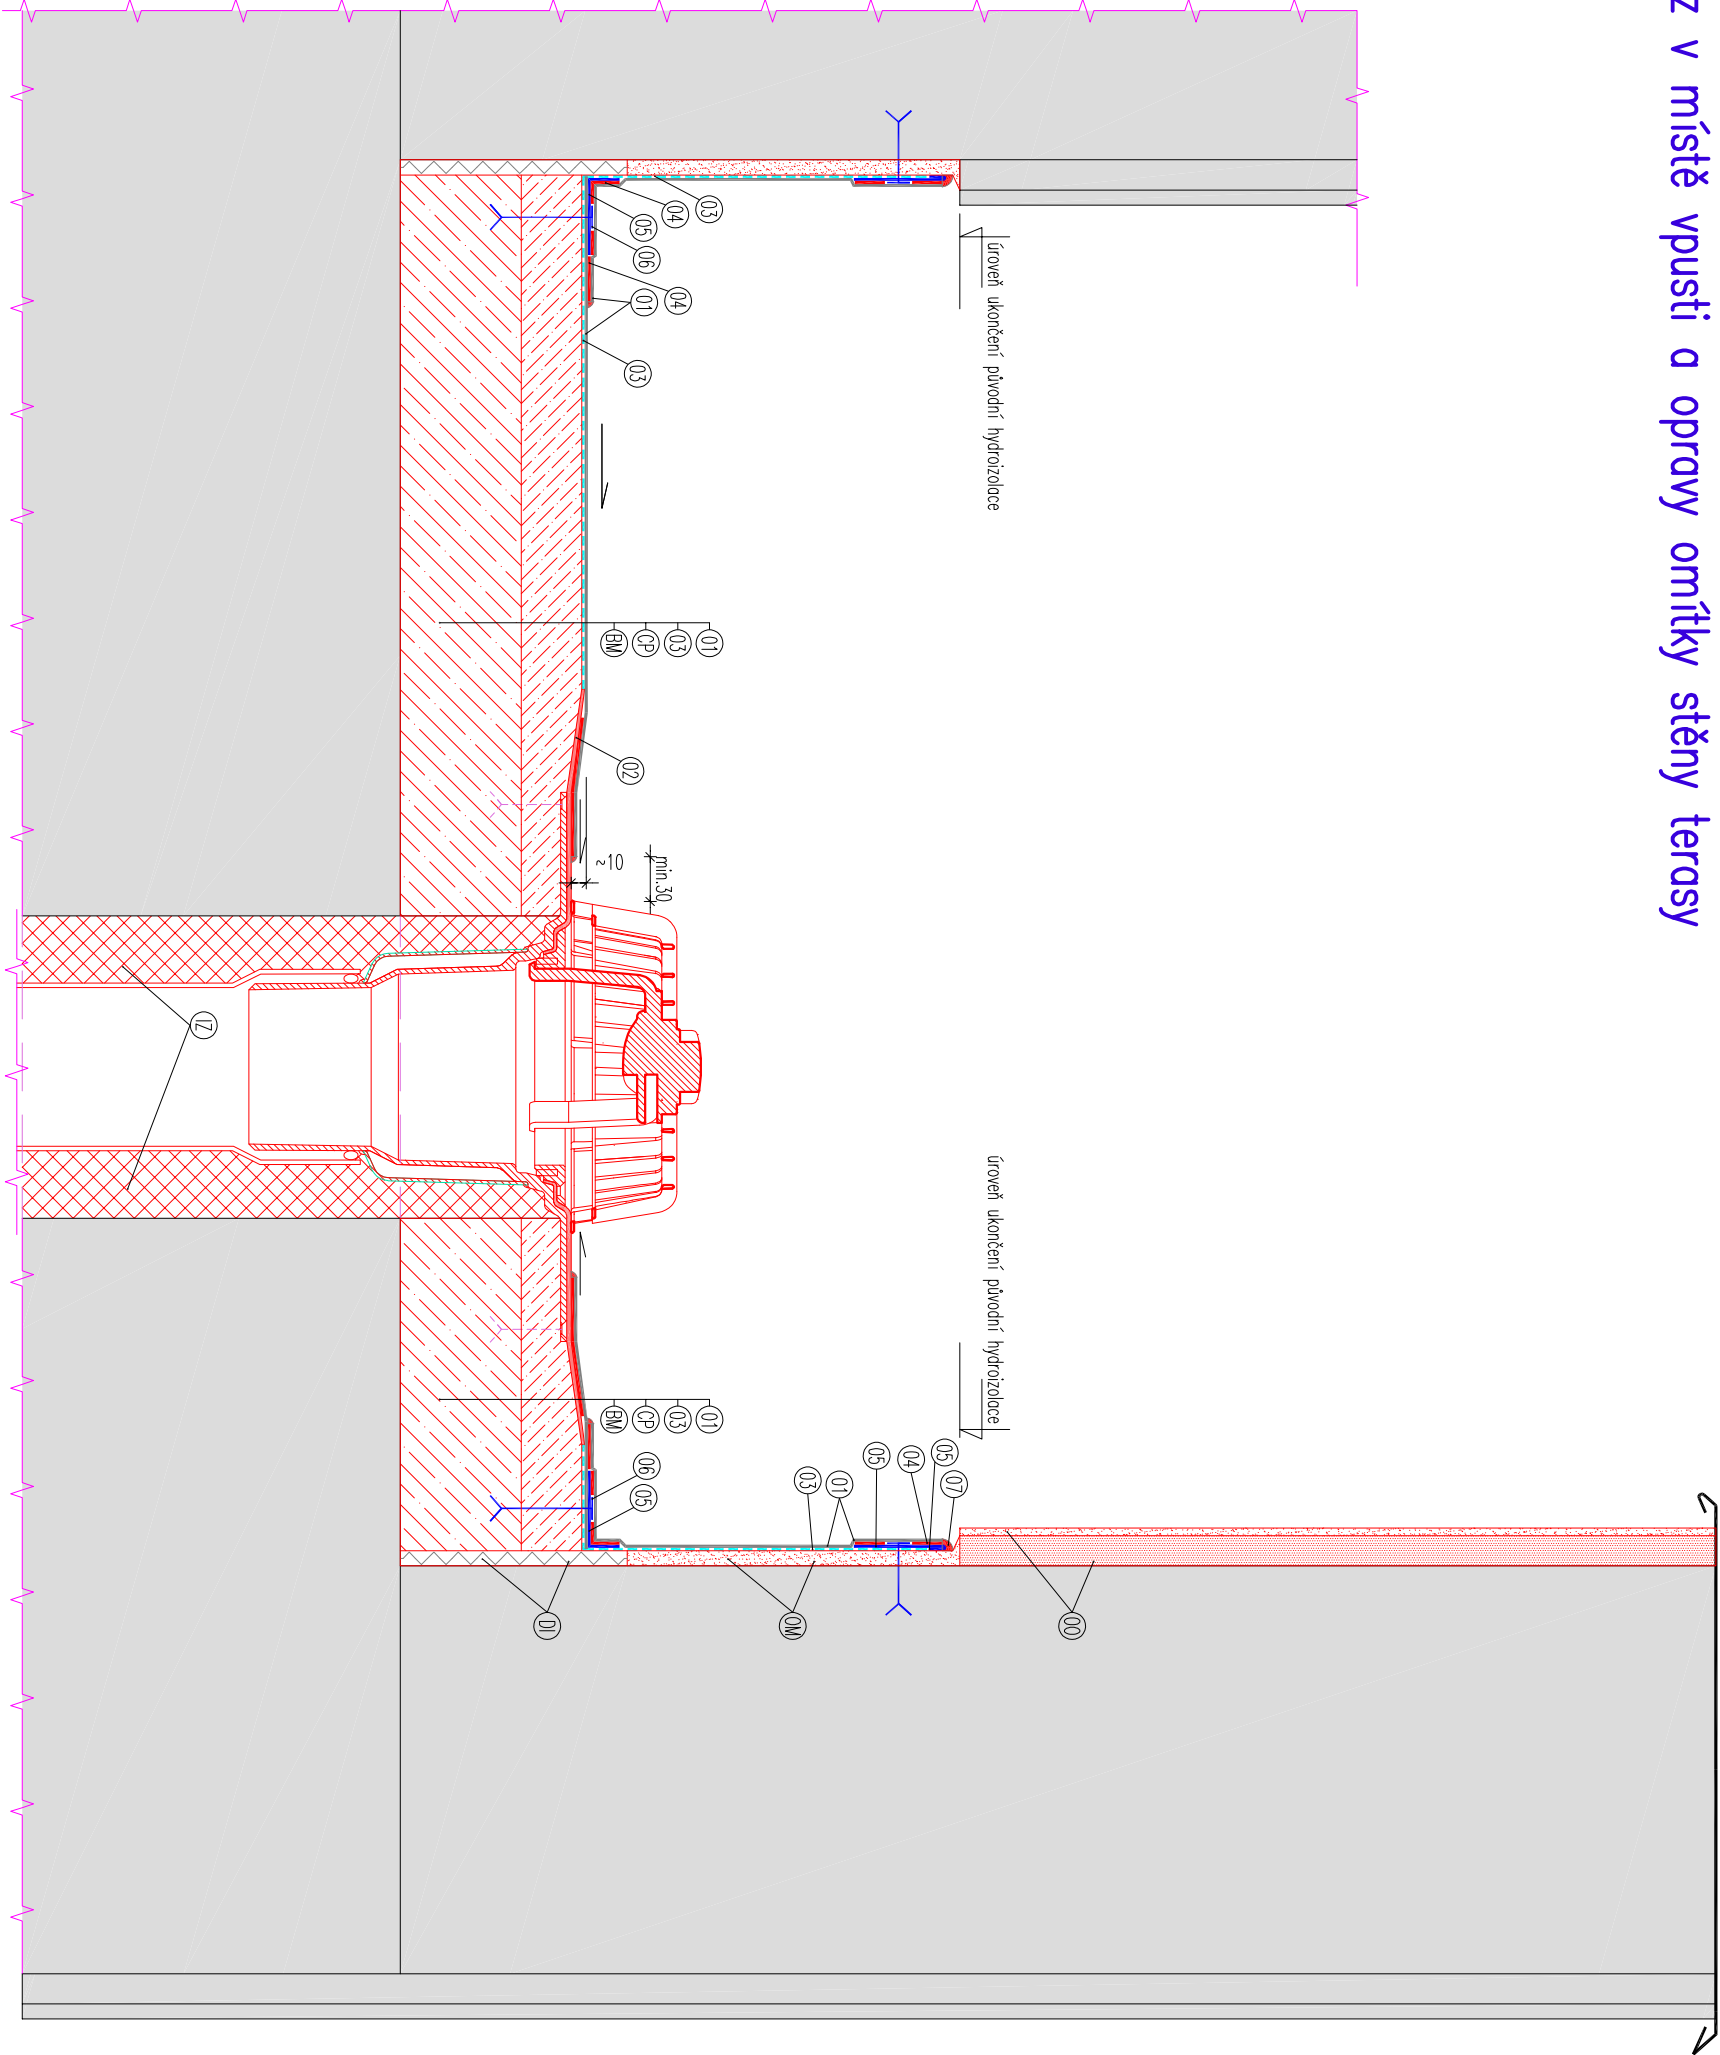 z v místě vpusti a opravy omítky stěny terasy
OO
úroveň ukončení původní hydroizolace
úroveň ukončení původní hydroizolace
07
05
04
05
01
03
OM
03
04
05
06
04
01
03
01
03
CP
BM
02
min.30
~10
01
03
CP
BM
06
05
DI
IZ